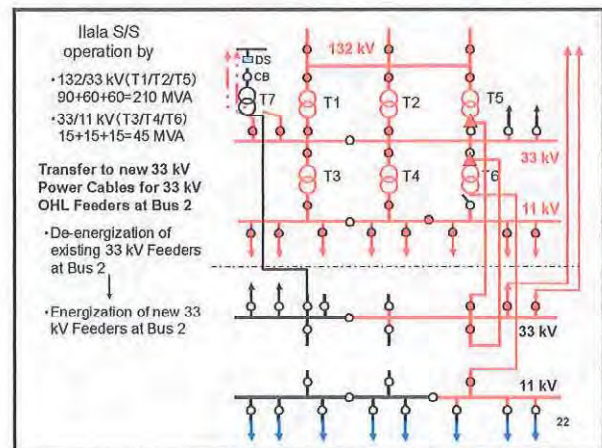 Ilala S/S
operation by
・132/33 kV(T1/T2/T5)
90+60+60=210 MVA
・33/11 kV(T3/T4/T6)
15+15+15=45 MVA
Transfer to new 33 kV
Power Cables for 33 kV
OHL Feeders at Bus 2
・De-energization of
existing 33 kV Feeders
at Bus 2
・Energization of new 33
kV Feeders at Bus 2
132 kV
DS
CB
T7
T1
T2
T5
33 kV
T3
T4
T6
11 kV
33 kV
11 kV
22